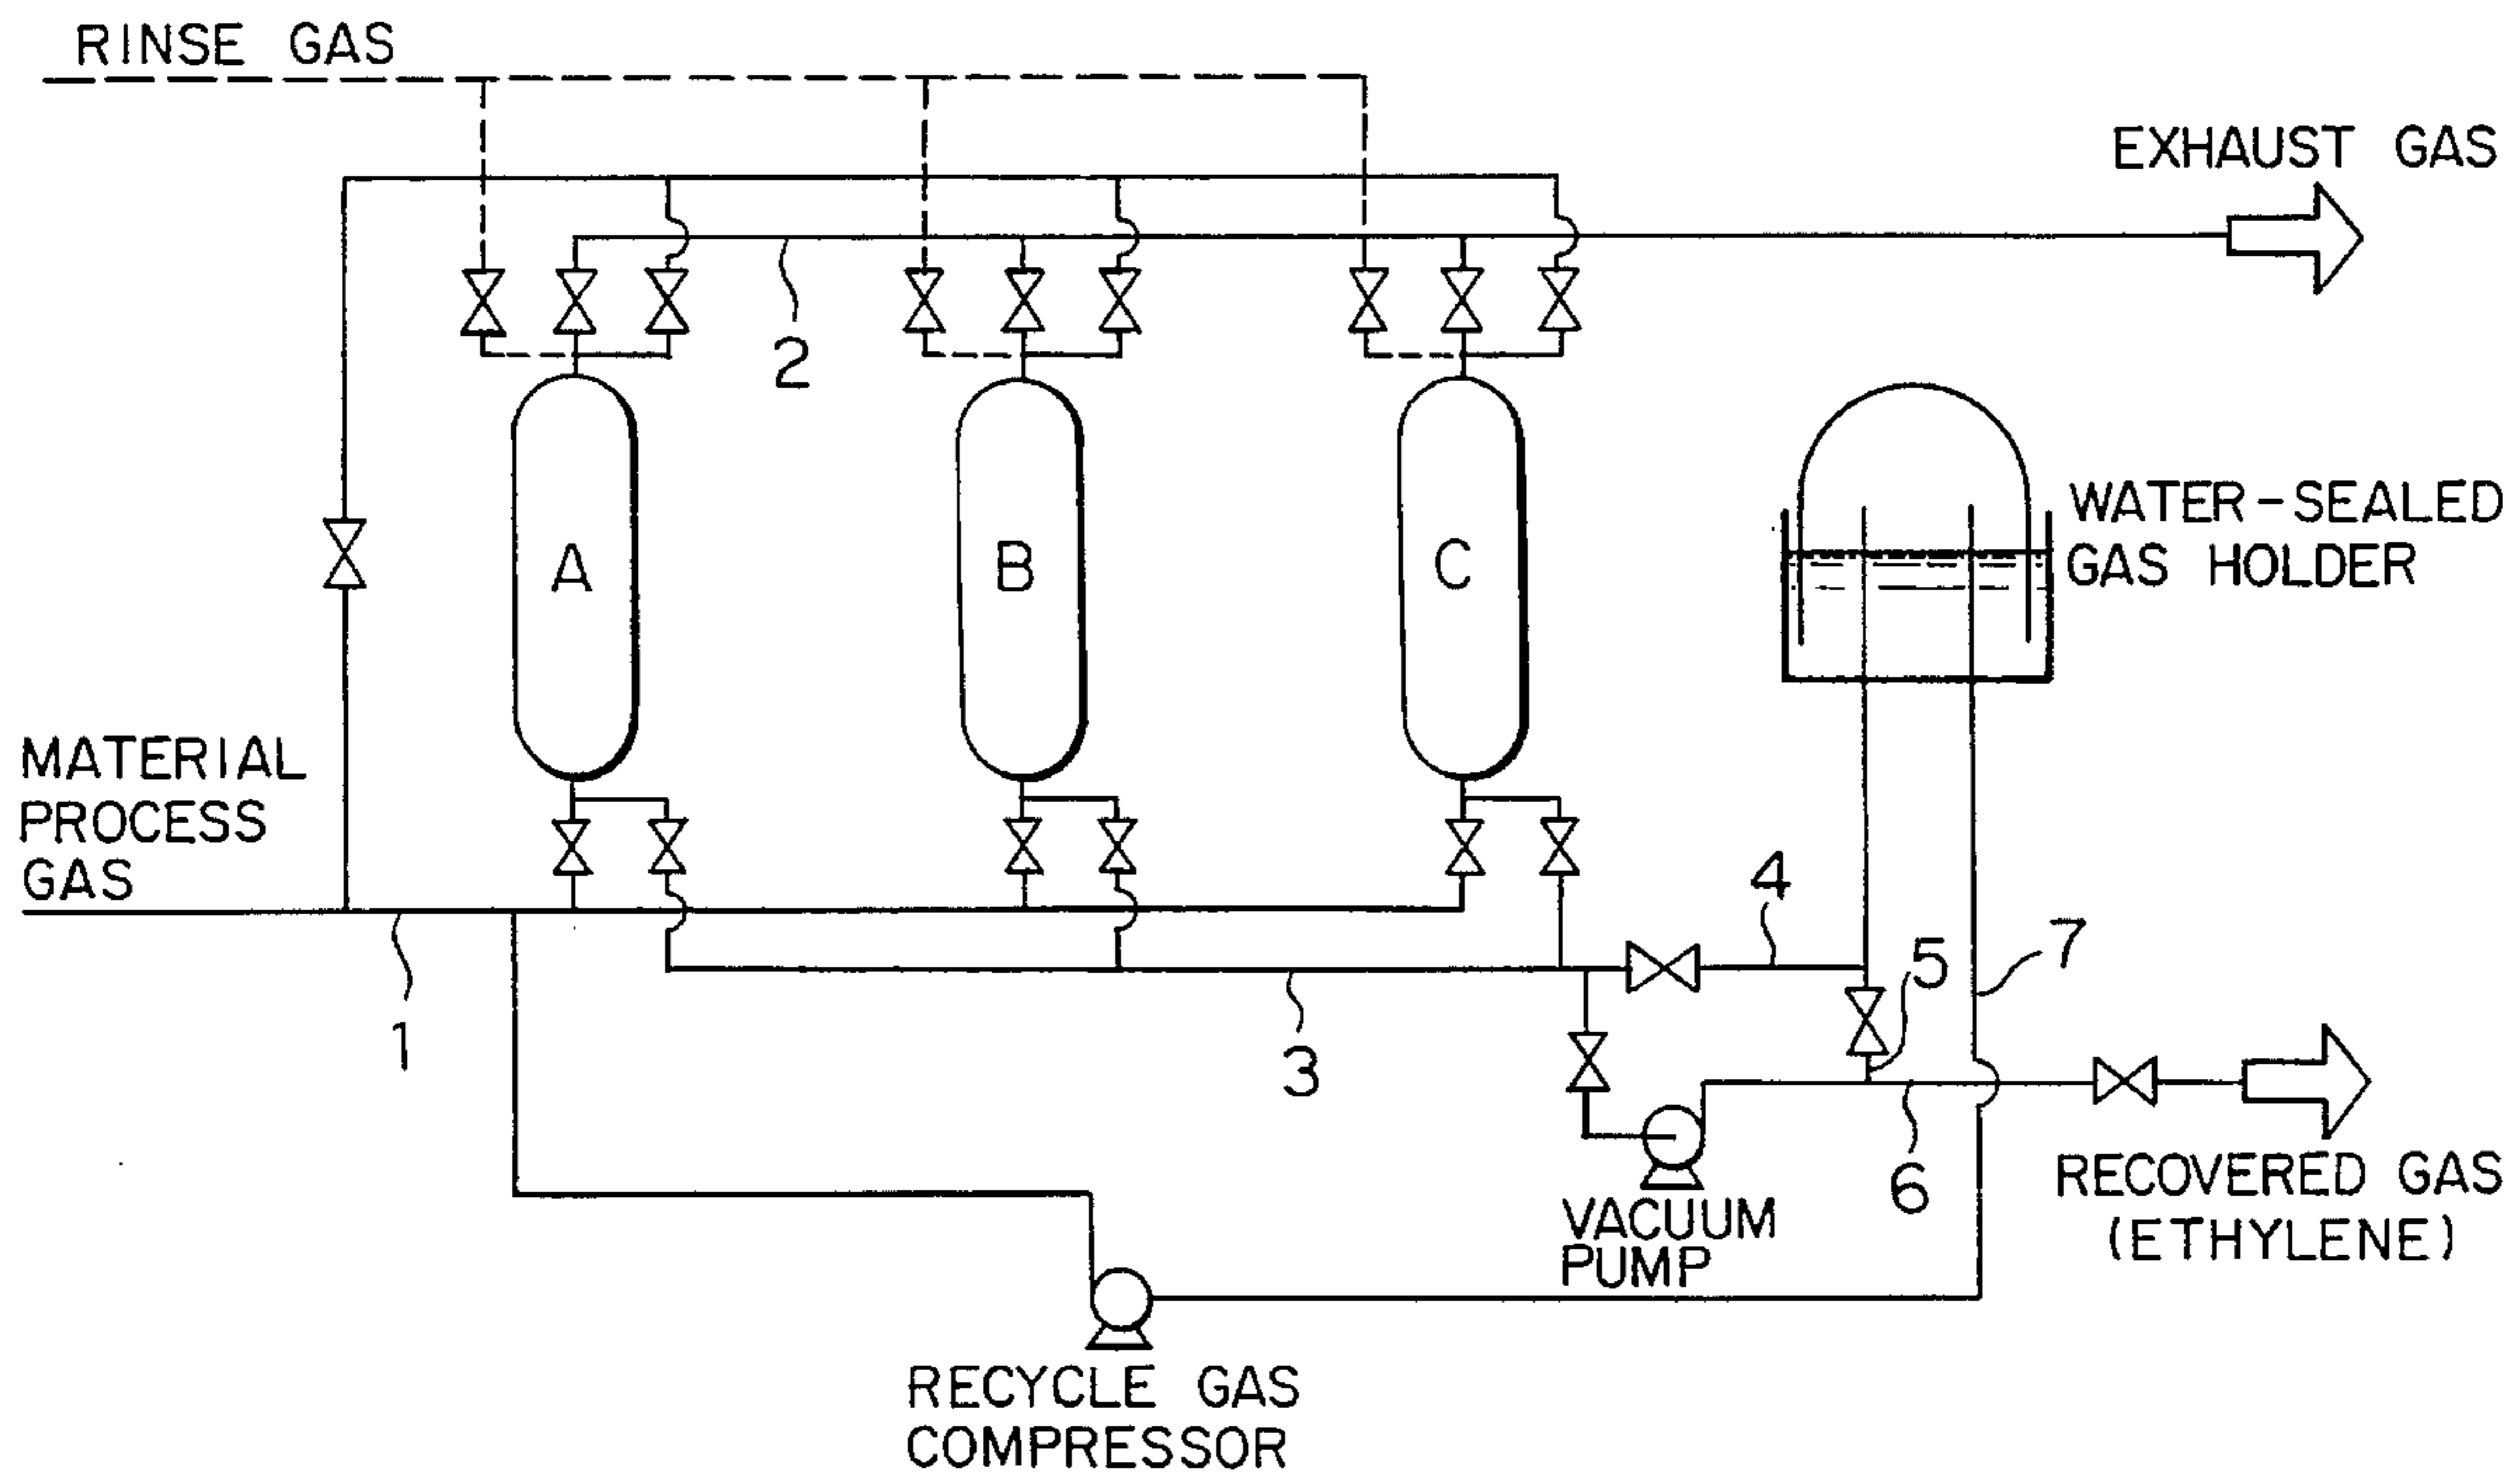 RINSE GAS
EXHAUST GAS
2
WATER-SEALED
GAS HOLDER
A
B
C
MATERIAL
PROCESS
GAS
4
5
7
1
3
6
RECOVERED GAS
(ETHYLENE)
VACUUM
PUMP
RECYCLE GAS
COMPRESSOR